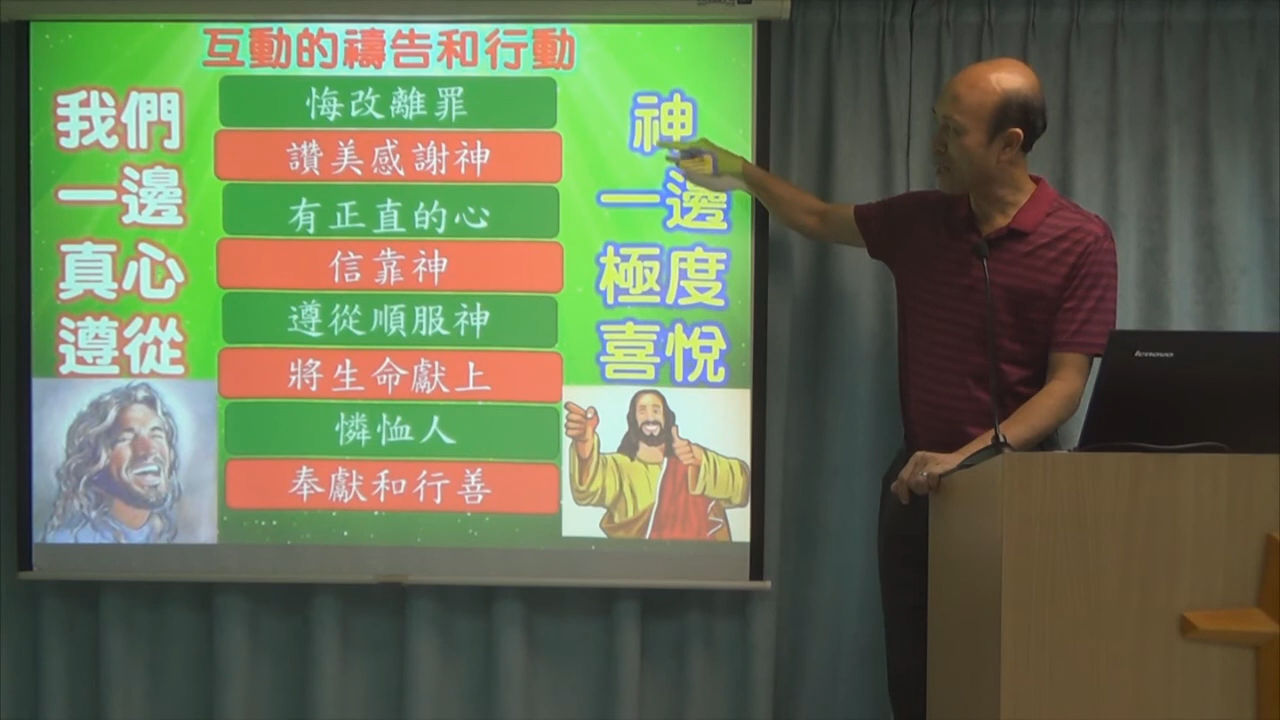 互動的禱告和行動
我們
一邊
真心
遵從
悔改離罪
讚美感謝神
有正直的心
信靠神
遵從順服神
將生命獻上
憐恤人
奉獻和行善
神
一邊
極度
喜悅
lenovo